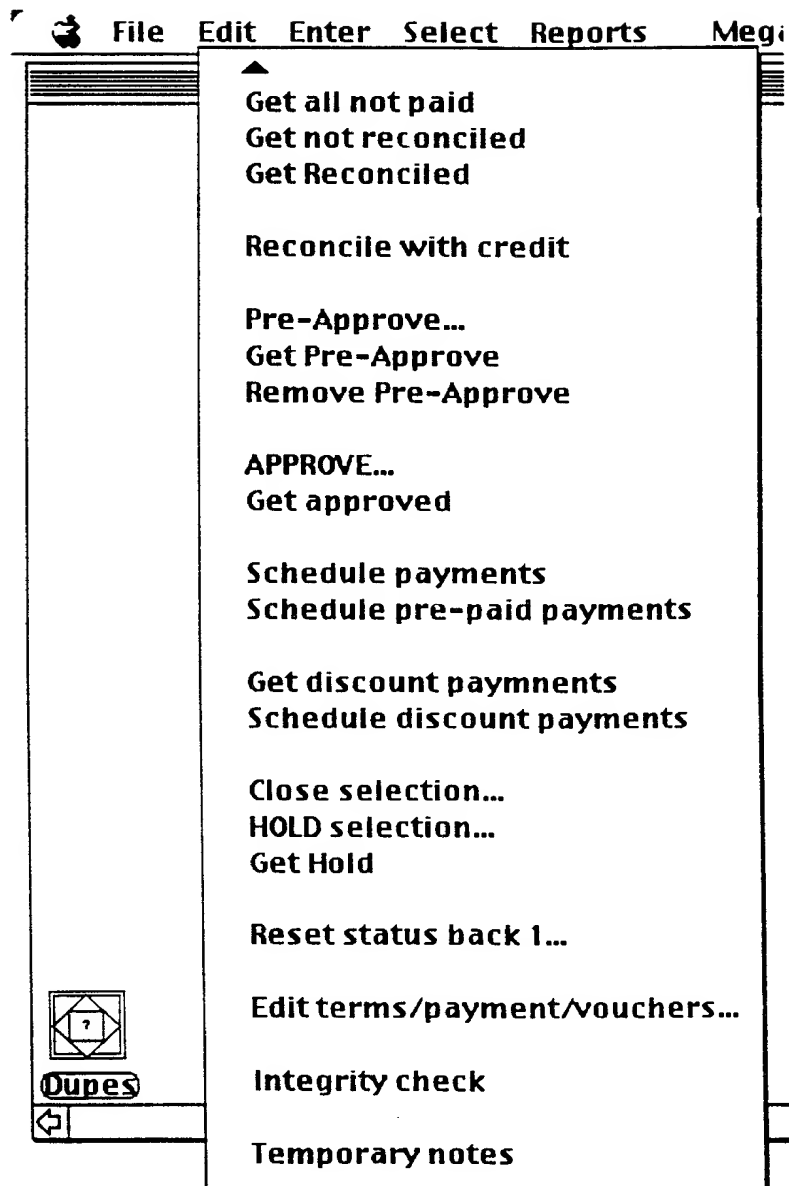 File Edit Enter Select Reports
Get all not paid
Get not reconciled
Get Reconciled
Reconcile with credit
Pre-Approve...
Get Pre-Approve
Remove Pre-Approve
APPROVE...
Get approved
Schedule payments
Schedule pre-paid payments
Get discount paymnents
Schedule discount payments
Close selection...
HOLD selection...
Get Hold
Reset status back 1...
Edit terms/payment/vouchers...
?
Dupes
Integrity check
Temporary notes